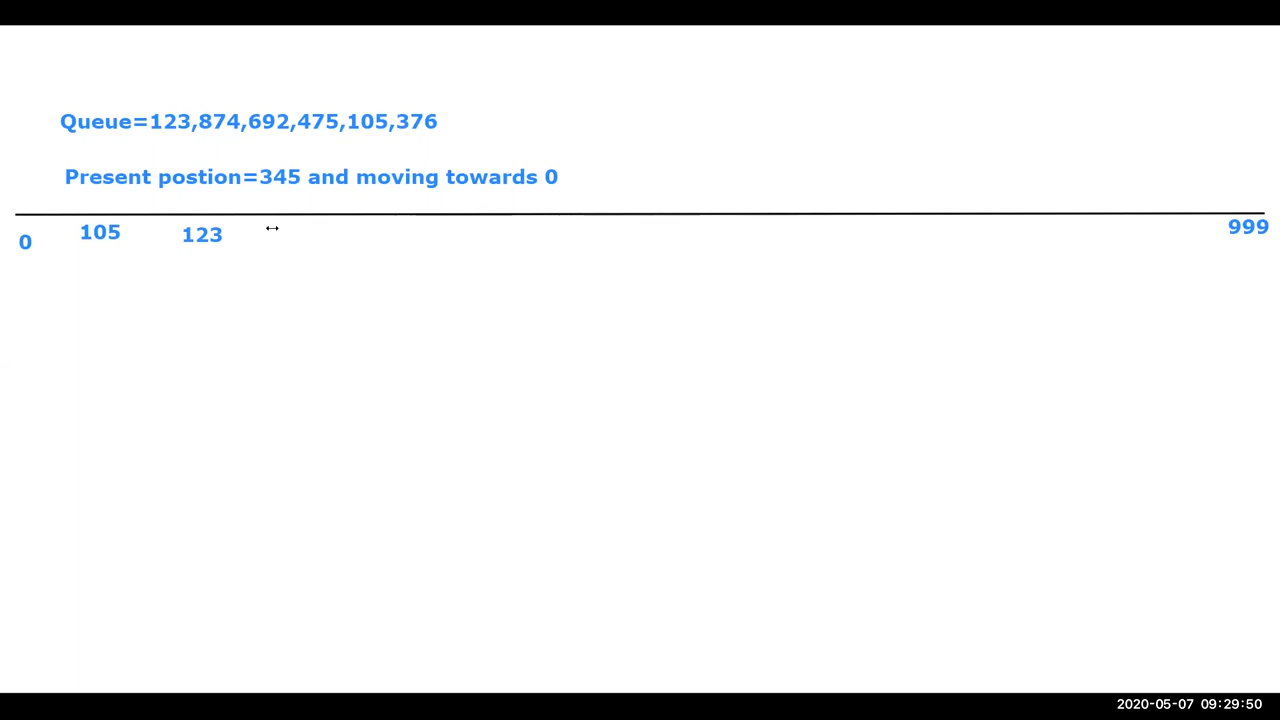 Queue=123,874,692,475,105,376
Present postion=345 and moving towards 0
0 105 123 999
2020-05-07 09:29:50